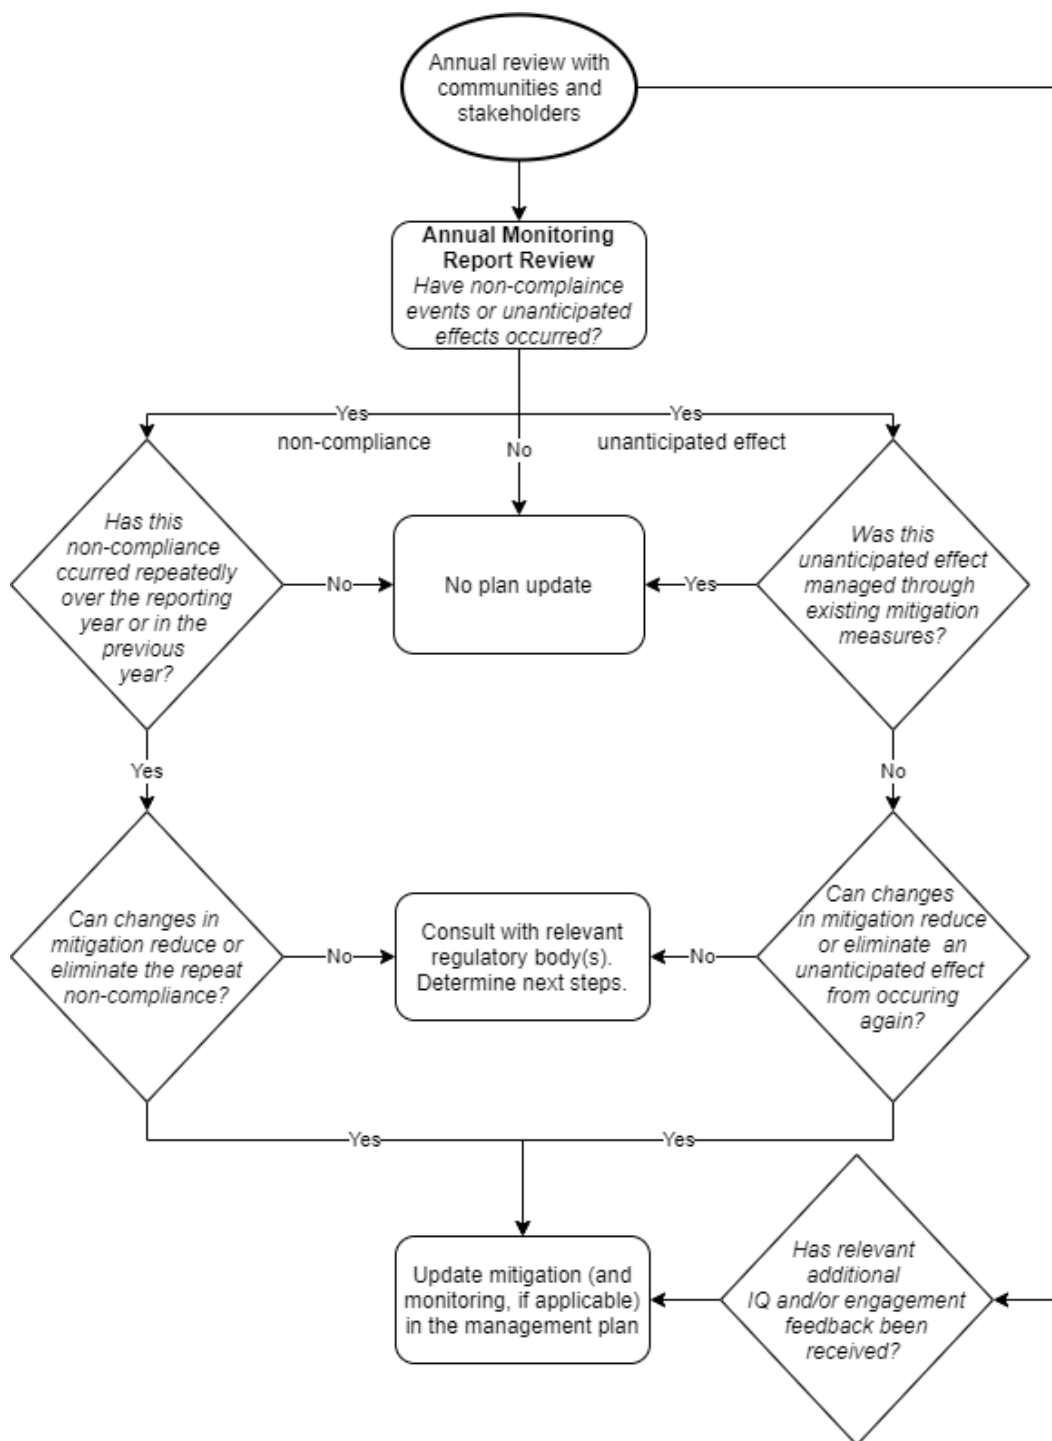 Annual review with
communities and
stakeholders
Annual Monitoring
Report Review
Have non-complaince
events or unanticipated
effects occurred?
Yes
non-compliance
No
Yes
unanticipated effect
Has this
non-compliance
ccurred repeatedly
over the reporting
year or in the
previous
year?
No
No plan update
Yes
Was this
unanticipated effect
managed through
existing mitigation
measures?
Yes
No
Can changes in
mitigation reduce or
eliminate the repeat
non-compliance?
No
Consult with relevant
regulatory body(s).
Determine next steps.
No
Can changes
in mitigation reduce
or eliminate an
unanticipated effect
from occuring
again?
Yes
Yes
Update mitigation (and
monitoring, if applicable)
in the management plan
Has relevant
additional
IQ and/or engagement
feedback been
received?